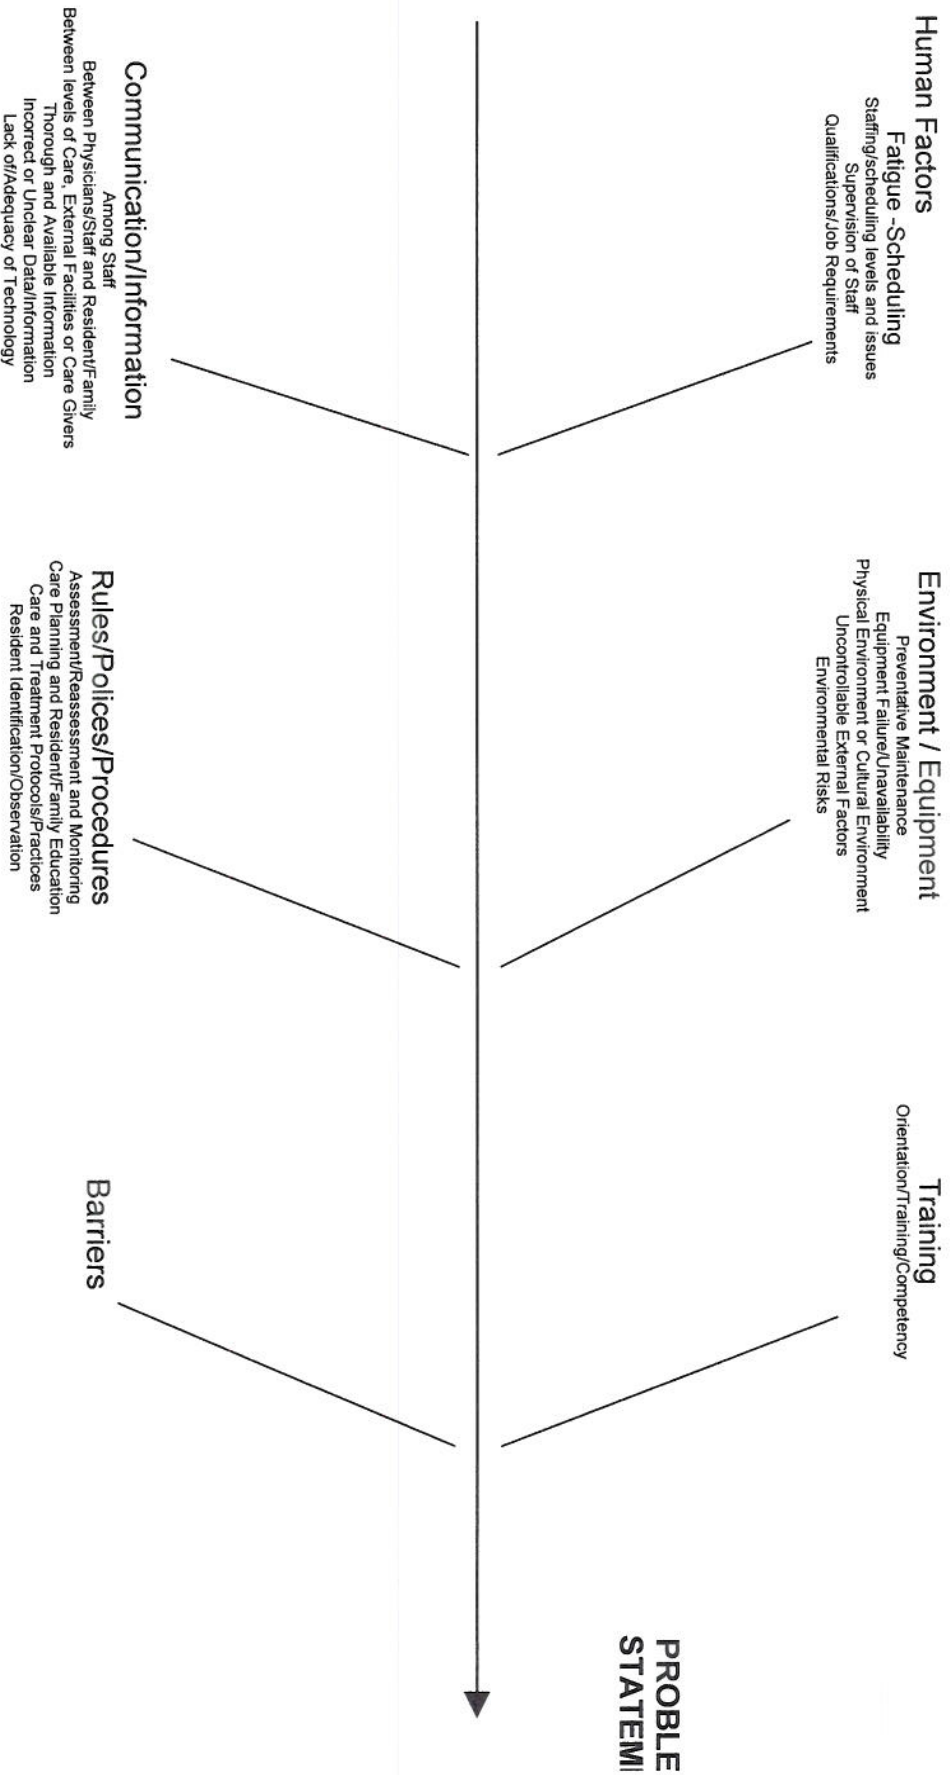 Human Factors
Fatigue -Scheduling
Staffing/scheduling levels and issues
Supervision of Staff
Qualifications/Job Requirements
Environment / Equipment
Preventative Maintenance
Equipment Failure/Unavailability
Physical Environment or Cultural Environment
Uncontrollable External Factors
Environmental Risks
Training
Orientation/Training/Competency
PROBLE
STATEM
Communication/Information
Among Staff
Between Physicians/Staff and Resident/Family
Between levels of Care, External Facilities or Care Givers
Thorough and Available Information
Incorrect or Unclear Data/Information
Lack of/Adequacy of Technology
Rules/Polices/Procedures
Assessment/Reassessment and Monitoring
Care Planning and Resident/Family Education
Care and Treatment Protocols/Practices
Resident Identification/Observation
Barriers